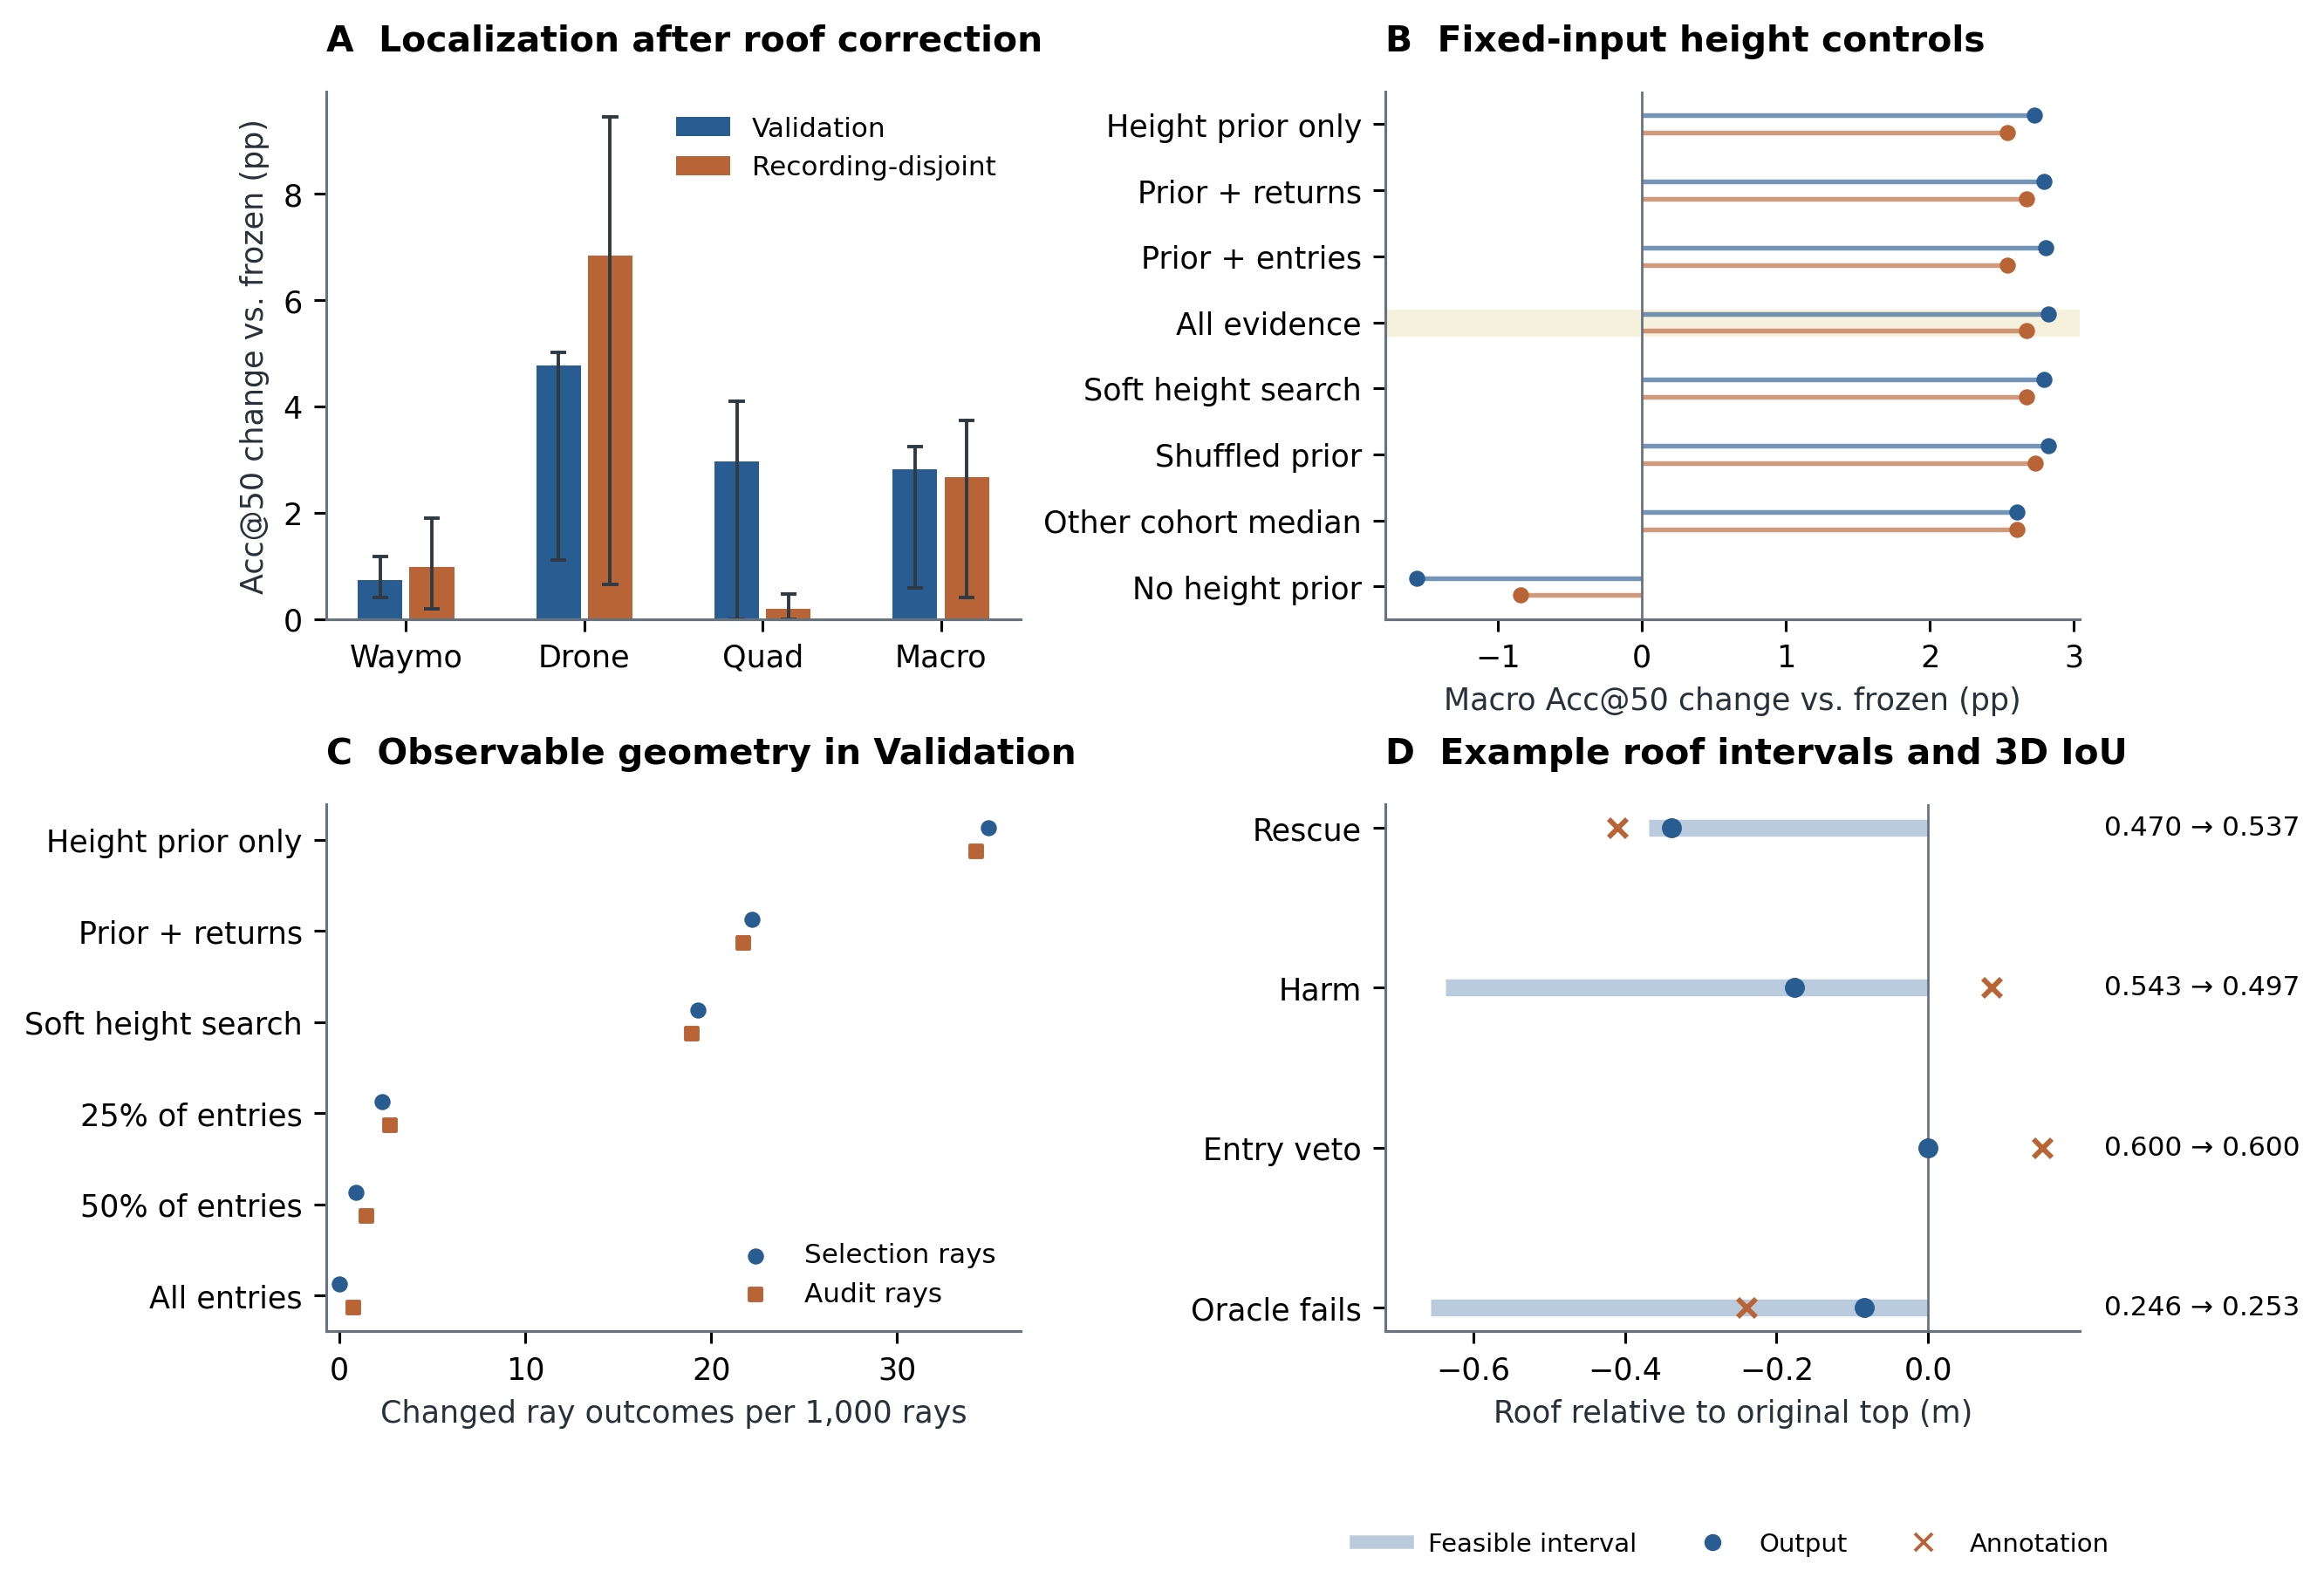 A Localization after roof correction
Acc@50 change vs. frozen (pp)
8
6
4
2
0
Validation
Recording-disjoint
Waymo Drone Quad Macro
B Fixed-input height controls
Height prior only
Prior + returns
Prior + entries
All evidence
Soft height search
Shuffled prior
Other cohort median
No height prior
−1 0 1 2 3
Macro Acc@50 change vs. frozen (pp)
C Observable geometry in Validation
Height prior only
Prior + returns
Soft height search
25% of entries
50% of entries
All entries
Selection rays
Audit rays
0 10 20 30
Changed ray outcomes per 1,000 rays
D Example roof intervals and 3D IoU
Rescue 0.470 → 0.537
Harm 0.543 → 0.497
Entry veto 0.600 → 0.600
Oracle fails 0.246 → 0.253
−0.6 −0.4 −0.2 0.0
Roof relative to original top (m)
Feasible interval Output Annotation